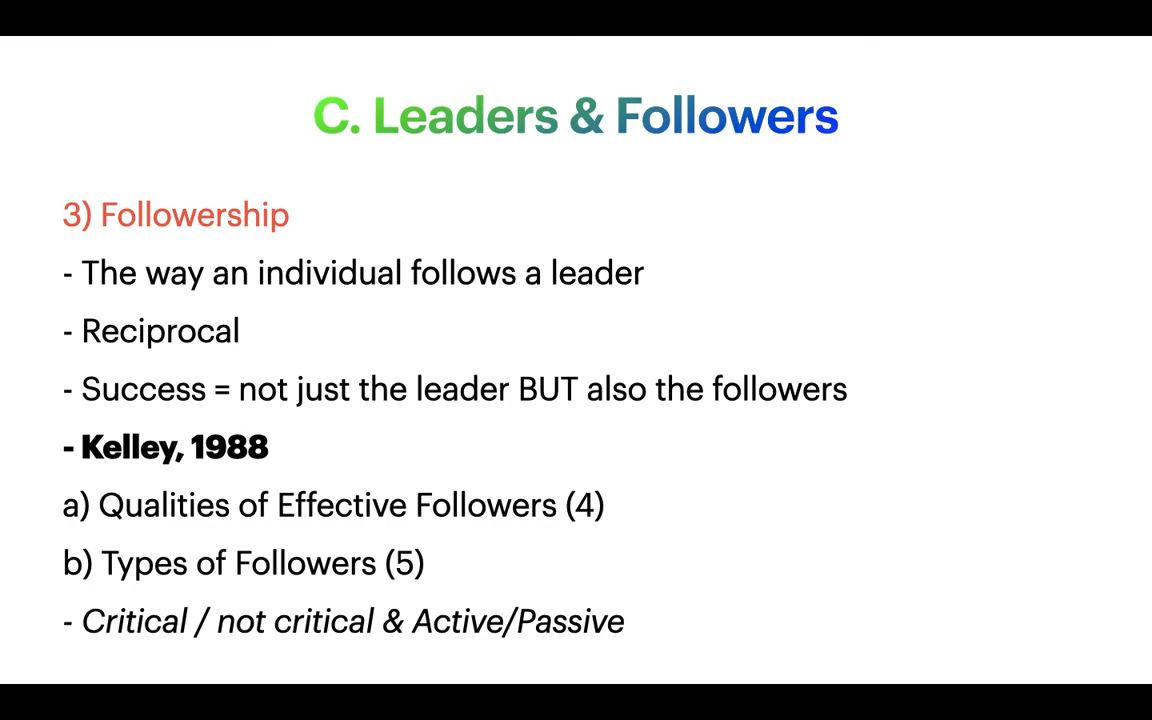 C. Leaders & Followers
3) Followership
- The way an individual follows a leader
- Reciprocal
- Success = not just the leader BUT also the followers
- Kelley, 1988
a) Qualities of Effective Followers (4)
b) Types of Followers (5)
- Critical / not critical & Active/Passive